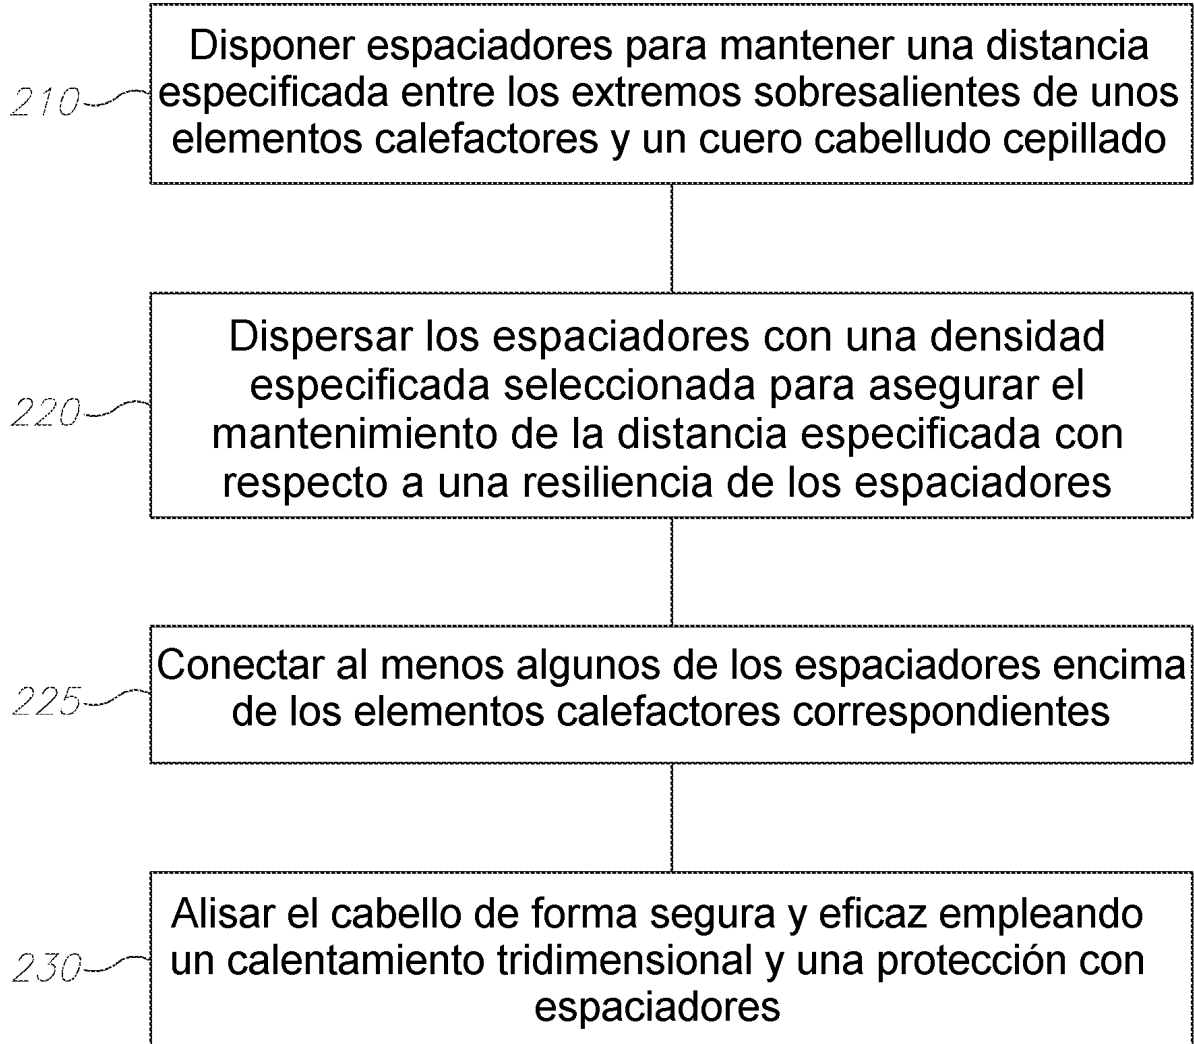 Disponer espaciadores para mantener una distancia
210
especificada entre los extremos sobresalientes de unos
elementos calefactores y un cuero cabelludo cepillado
Dispersar los espaciadores con una densidad
especificada seleccionada para asegurar el
220
mantenimiento de la distancia especificada con
respecto a una resiliencia de los espaciadores
Conectar al menos algunos de los espaciadores encima
225
de los elementos calefactores correspondientes
Alisar el cabello de forma segura y eficaz empleando
230
un calentamiento tridimensional y una protección con
espaciadores